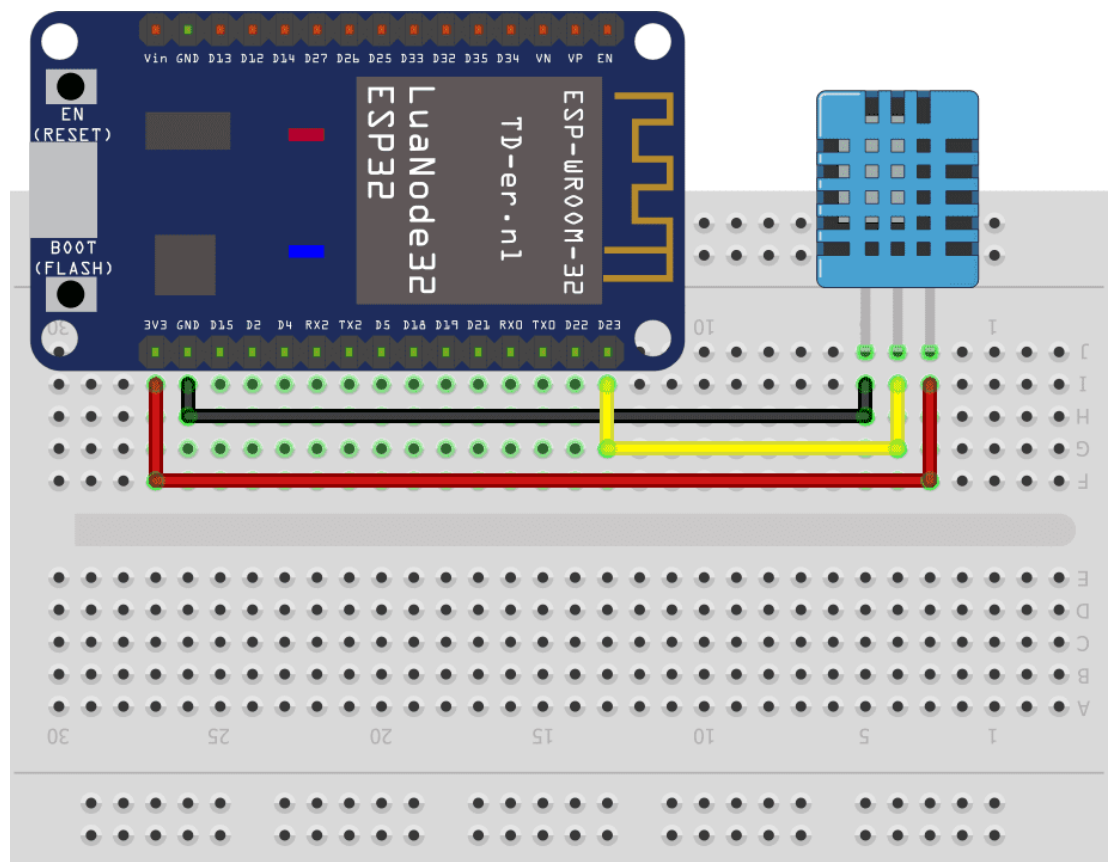 Vin GND D13 D12 D14 D27 D26 D25 D33 D32 D35 D34 VN VP EN
EN
(RESET)
BOOT
(FLASH)
ESP-WROOM-32
TD-er.nl
LuaNode32
ESP32
3V3 GND D15 D2 D4 RX2 TX2 D5 D18 D19 D21 RX0 TX0 D22 D23
30 10 1
J
I
H
G
F
E
D
C
B
A
30 25 20 15 10 5 1